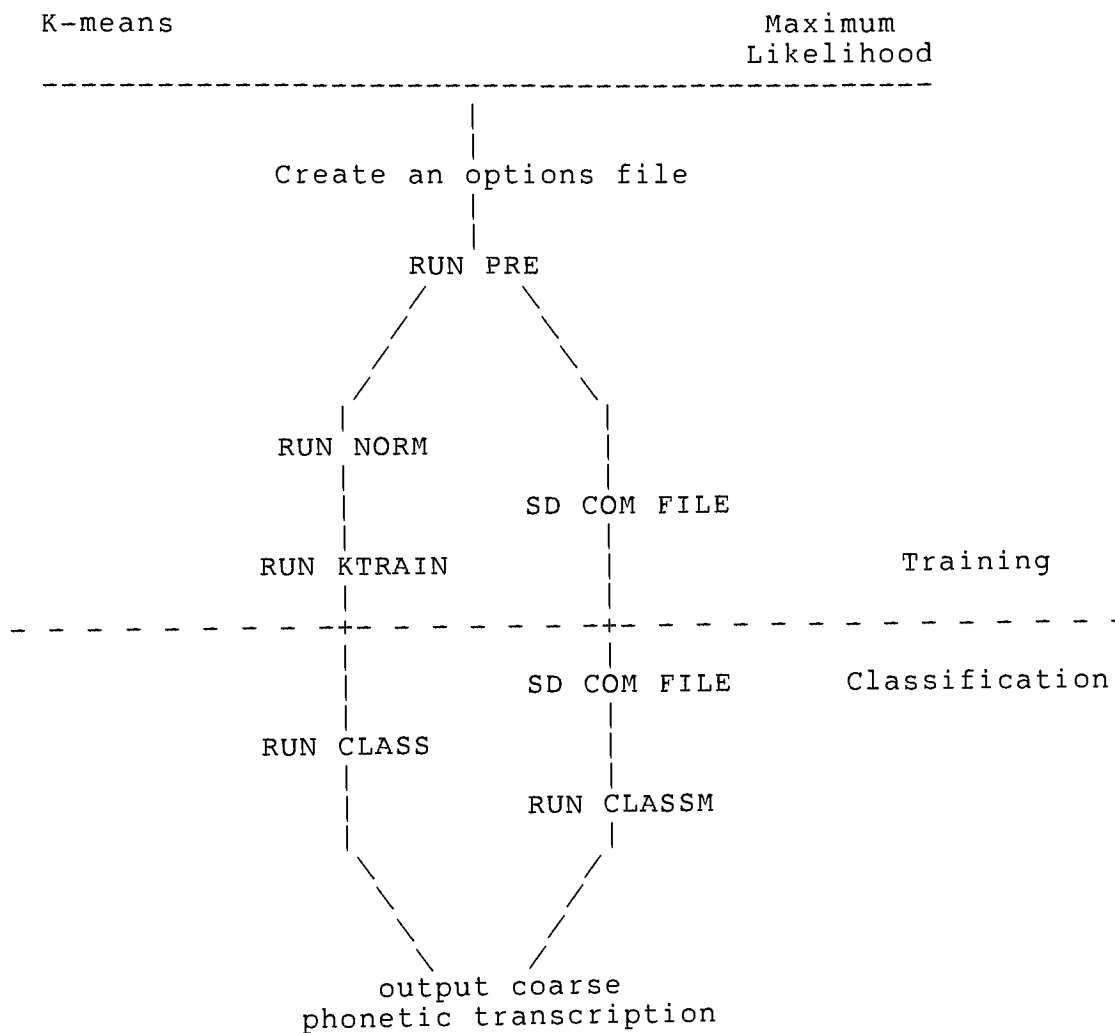 K-means Maximum
Likelihood
Create an options file
RUN PRE
RUN NORM
SD COM FILE
RUN KTRAIN Training
SD COM FILE Classification
RUN CLASS
RUN CLASSM
output coarse
phonetic transcription